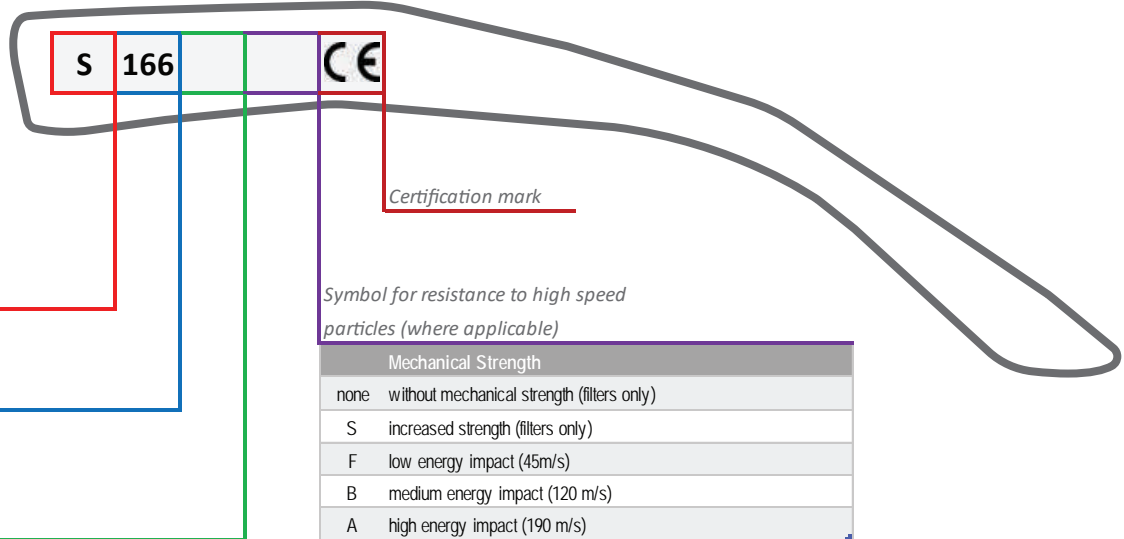 S 166 CE
Certification mark
Symbol for resistance to high speed
particles (where applicable)
Mechanical Strength
none without mechanical strength (filters only)
S increased strength (filters only)
F low energy impact (45m/s)
B medium energy impact (120 m/s)
A high energy impact (190 m/s)